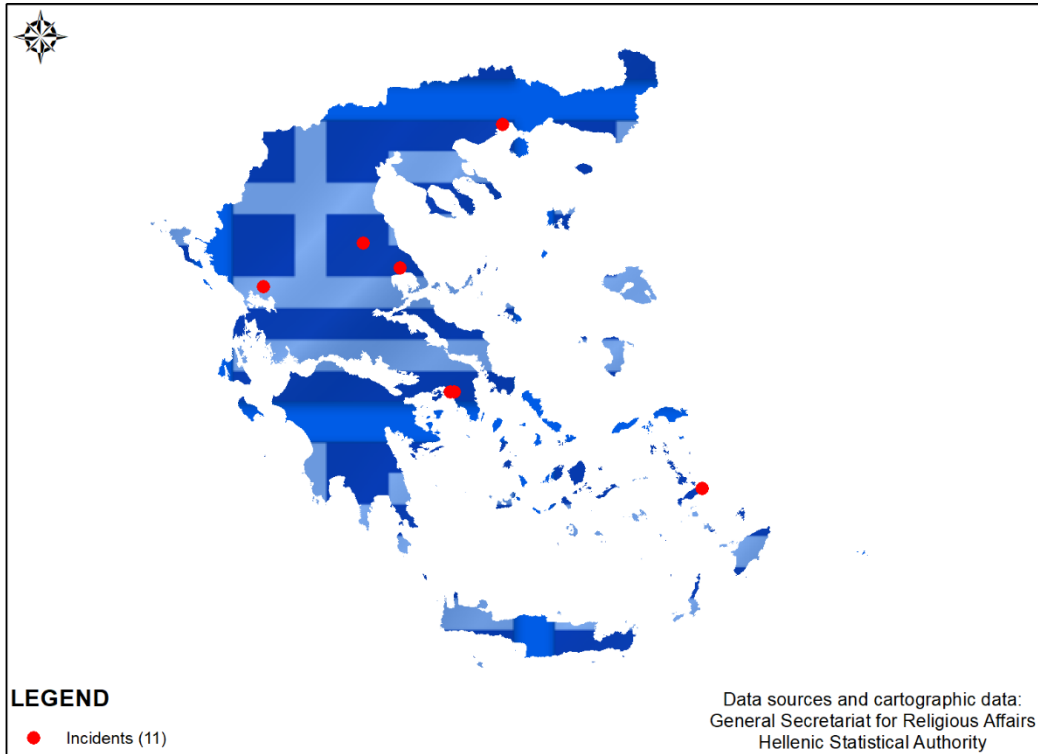 LEGEND
Incidents (11)
Data sources and cartographic data:
General Secretariat for Religious Affairs
Hellenic Statistical Authority